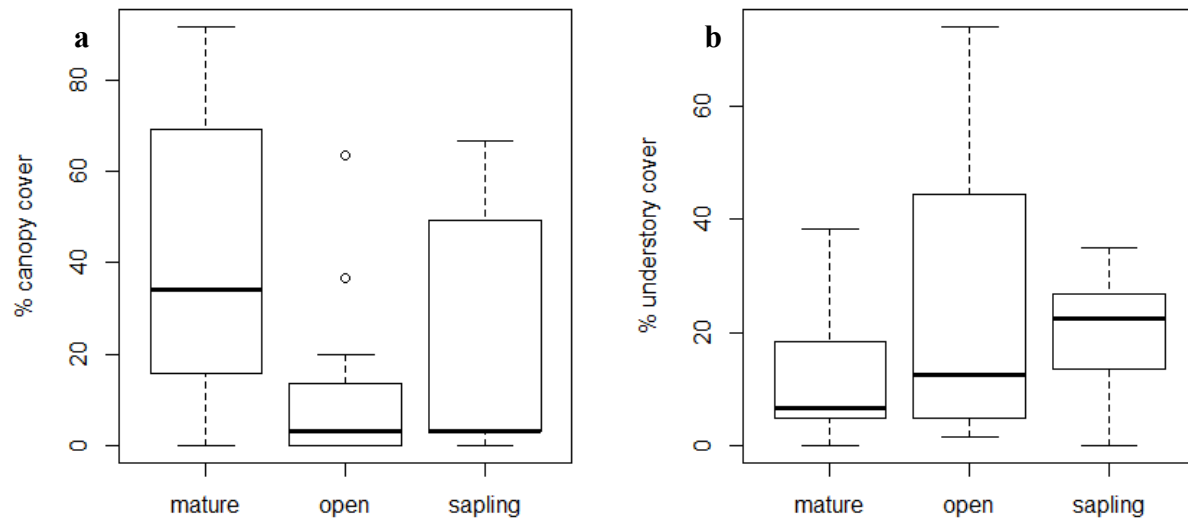 a
% canopy cover
80
60
40
20
0
mature open sapling
b
% understory cover
60
40
20
0
mature open sapling